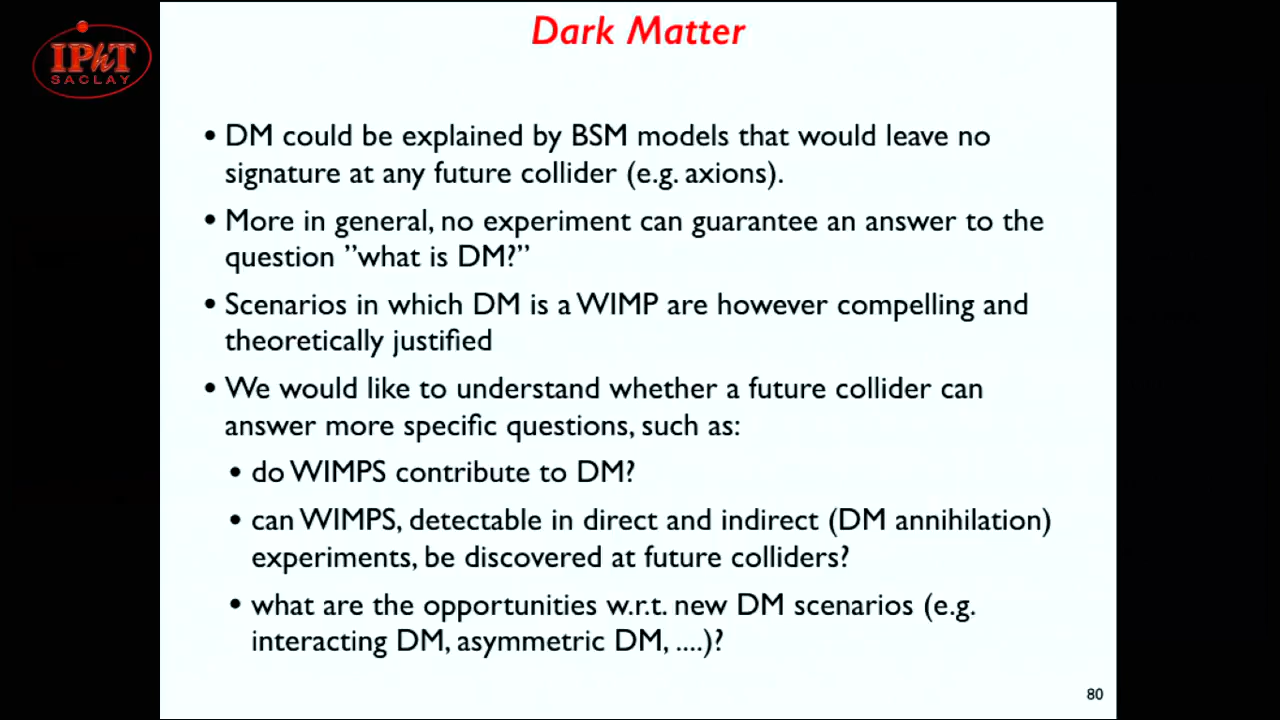 IPhT
SACLAY
Dark Matter
• DM could be explained by BSM models that would leave no
signature at any future collider (e.g. axions).
• More in general, no experiment can guarantee an answer to the
question ”what is DM?”
• Scenarios in which DM is a WIMP are however compelling and
theoretically justified
• We would like to understand whether a future collider can
answer more specific questions, such as:
• do WIMPS contribute to DM?
• can WIMPS, detectable in direct and indirect (DM annihilation)
experiments, be discovered at future colliders?
• what are the opportunities w.r.t. new DM scenarios (e.g.
interacting DM, asymmetric DM, ....)?
80